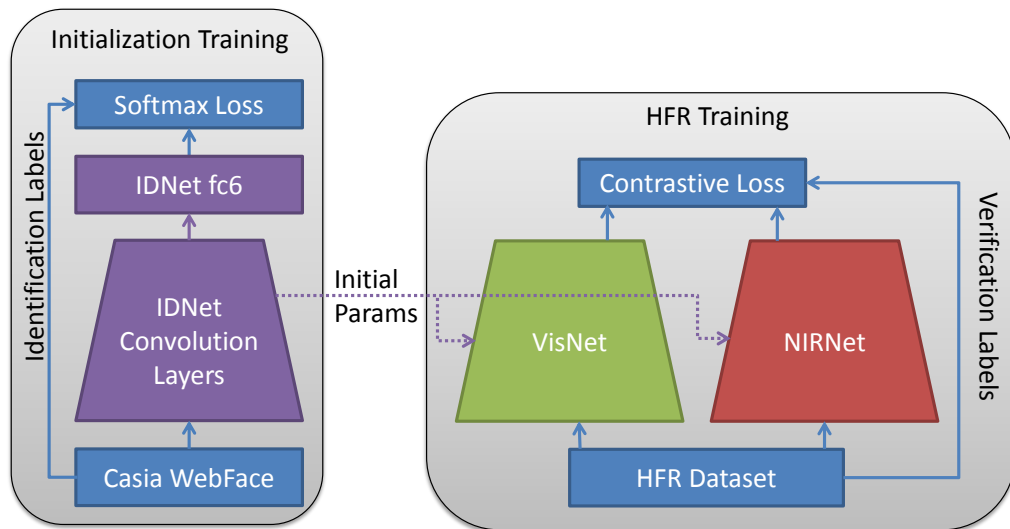 Initialization Training
Softmax Loss
IDNet fc6
IDNet
Convolution
Layers
Casia WebFace
Identification Labels
Initial
Params
HFR Training
Contrastive Loss
VisNet
NIRNet
HFR Dataset
Verification Labels